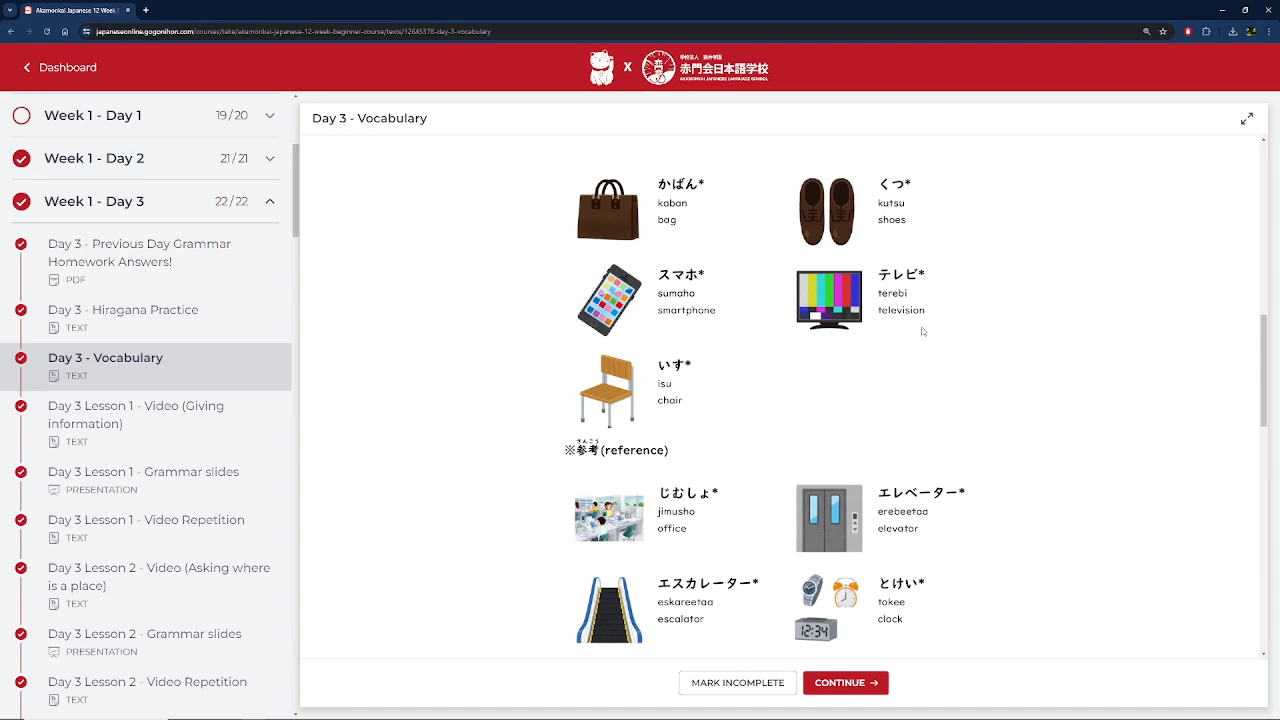 Akamonkai Japanese 12 Week
japaneseonline.gogonihon.com/courses/take/akamonkai-japanese-12-week-beginner-course/texts/12645378-day-3-vocabulary
Dashboard
X
赤門会日本語学校
AKAMONKAI JAPANESE LANGUAGE SCHOOL
Week 1 - Day 1 19/20
Week 1 - Day 2 21/21
Week 1 - Day 3 22/22
Day 3 - Previous Day Grammar
Homework Answers!
PDF
Day 3 - Hiragana Practice
TEXT
Day 3 - Vocabulary
TEXT
Day 3 Lesson 1 - Video (Giving
information)
TEXT
Day 3 Lesson 1 - Grammar slides
PRESENTATION
Day 3 Lesson 1 - Video Repetition
TEXT
Day 3 Lesson 2 - Video (Asking where
is a place)
TEXT
Day 3 Lesson 2 - Grammar slides
PRESENTATION
Day 3 Lesson 2 - Video Repetition
TEXT
Day 3 - Vocabulary
かばん*
kaban
bag
くつ*
kutsu
shoes
スマホ*
sumaho
smartphone
テレビ*
terebi
television
いす*
isu
chair
さんこう
※参考(reference)
じむしょ*
jimusho
office
エレベーター*
erebeetaa
elevator
エスカレーター*
eskareetaa
escalator
とけい*
tokee
clock
12:34
MARK INCOMPLETE
CONTINUE →